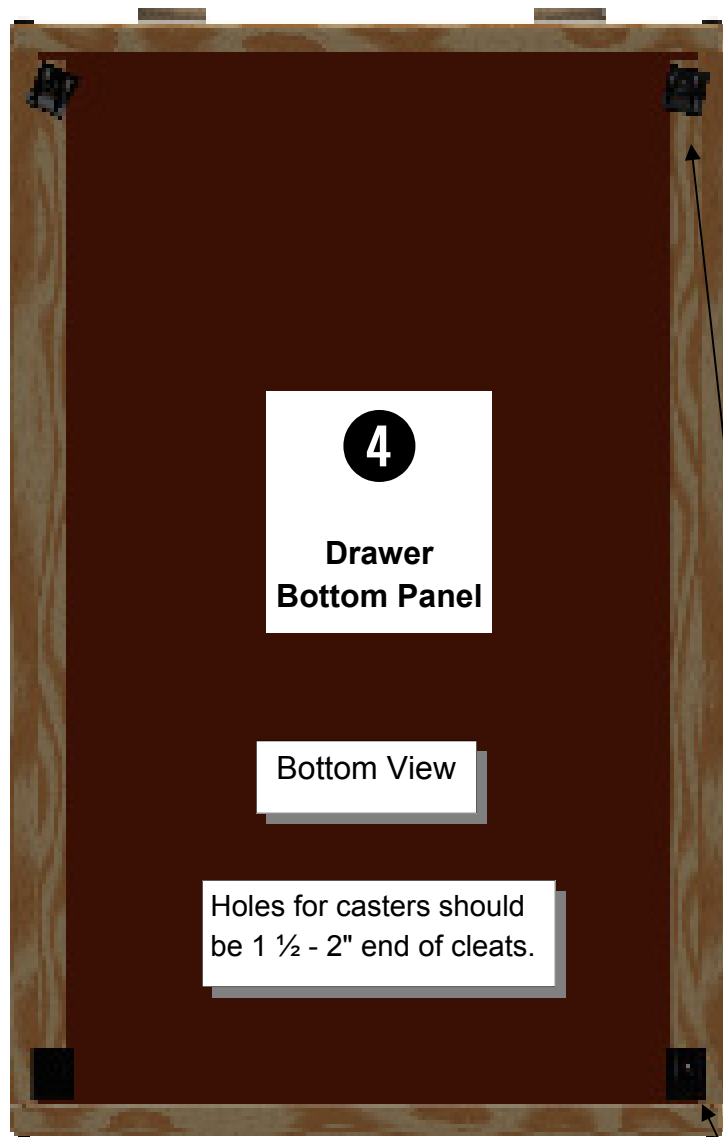 4
Drawer
Bottom Panel
Bottom View
Holes for casters should
be 1 ½ - 2" end of cleats.